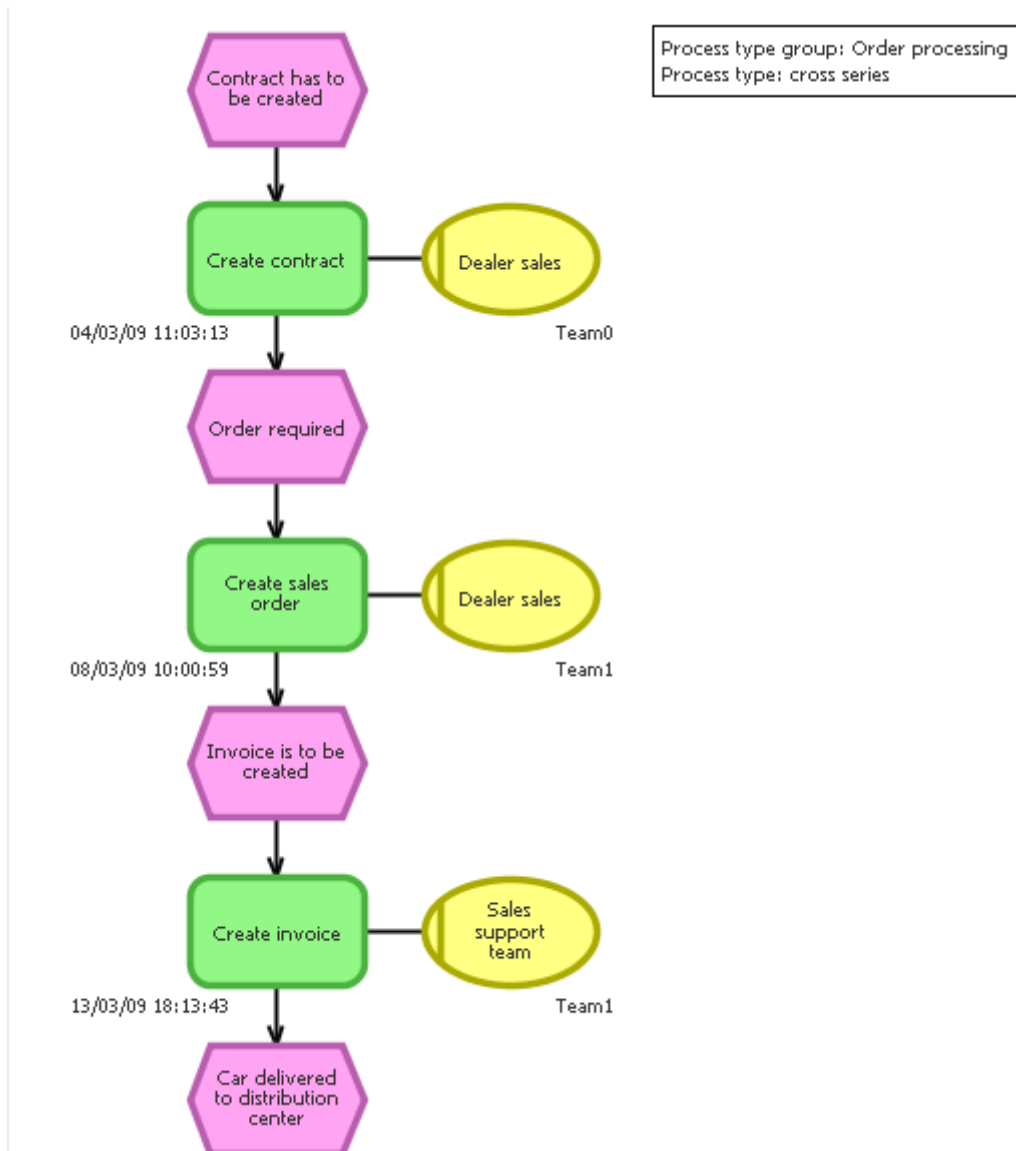 Process type group: Order processing
Process type: cross series
Contract has to
be created
Create contract
Dealer sales
04/03/09 11:03:13
Team0
Order required
Create sales
order
Dealer sales
08/03/09 10:00:59
Team1
Invoice is to be
created
Create invoice
Sales
support
team
13/03/09 18:13:43
Team1
Car delivered
to distribution
center